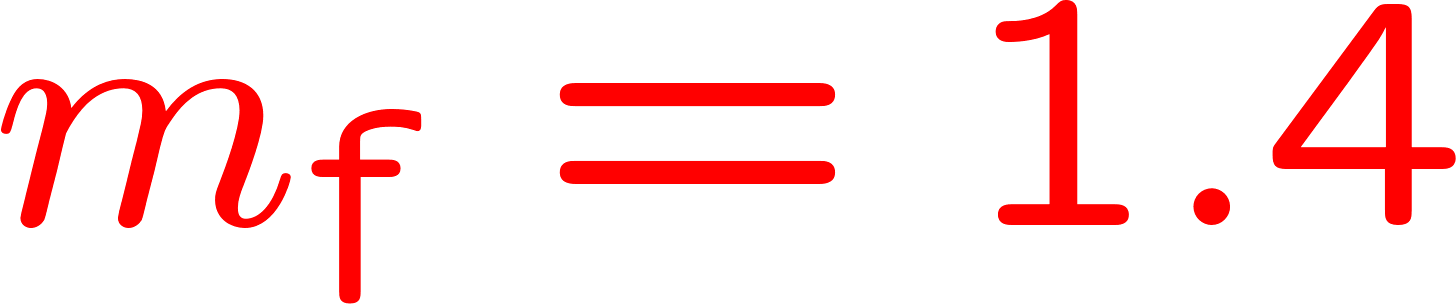 m_f = 1.4